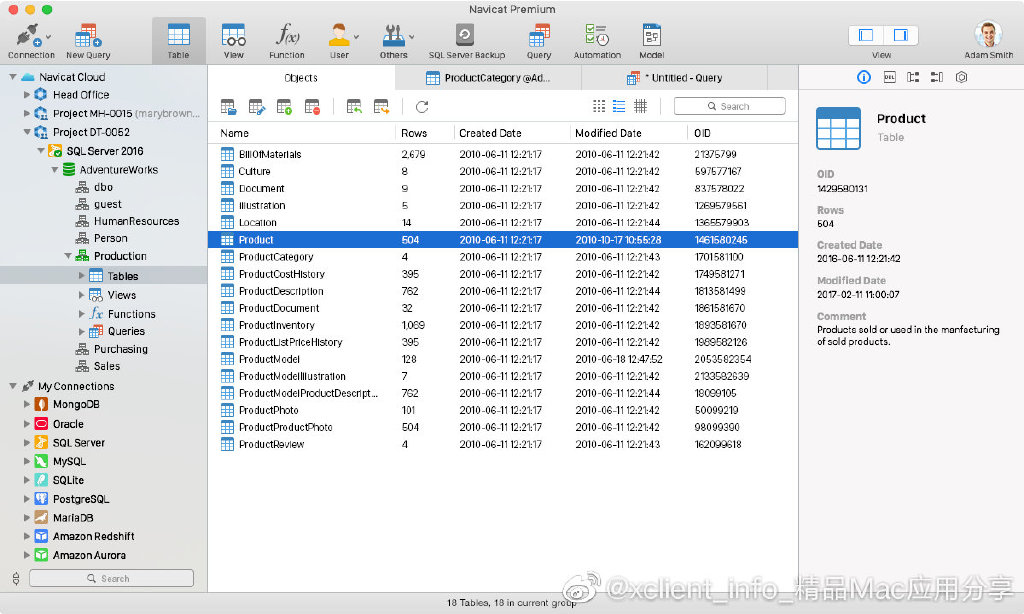 Navicat Premium
Connection New Query Table View Function User Others SQL Server Backup Query Automation Model View Adam Smith
Objects ProductCategory @Ad... * Untitled - Query
Navicat Cloud
Head Office
Project MH-0015 (marybrown...
Project DT-0052
SQL Server 2016
AdventureWorks
dbo
guest
HumanResources
Person
Production
Tables
Views
Functions
Queries
Purchasing
Sales
My Connections
MongoDB
Oracle
SQL Server
MySQL
SQLite
PostgreSQL
MariaDB
Amazon Redshift
Amazon Aurora
Search
Search
Name Rows Created Date Modified Date OID
BillOfMaterials 2,679 2010-06-11 12:21:17 2010-06-11 12:21:42 21375799
Culture 8 2010-06-11 12:21:17 2010-06-11 12:21:42 597577167
Document 9 2010-06-11 12:21:17 2010-06-11 12:21:42 837578022
Illustration 5 2010-06-11 12:21:17 2010-06-11 12:21:42 1269579561
Location 14 2010-06-11 12:21:17 2010-06-11 12:21:44 1365579903
Product 504 2010-06-11 12:21:17 2010-10-17 10:55:28 1461580245
ProductCategory 4 2010-06-11 12:21:17 2010-06-11 12:21:43 1701581100
ProductCostHistory 395 2010-06-11 12:21:17 2010-06-11 12:21:42 1749581271
ProductDescription 762 2010-06-11 12:21:17 2010-06-11 12:21:44 1813581499
ProductDocument 32 2010-06-11 12:21:17 2010-06-11 12:21:42 1861581670
ProductInventory 1,069 2010-06-11 12:21:17 2010-06-11 12:21:42 1893581670
ProductListPriceHistory 395 2010-06-11 12:21:17 2010-06-11 12:21:42 1989582126
ProductModel 128 2010-06-11 12:21:17 2010-06-18 12:47:52 2053582354
ProductModelIllustration 7 2010-06-11 12:21:17 2010-06-11 12:21:42 2133582639
ProductModelProductDescript... 762 2010-06-11 12:21:17 2010-06-11 12:21:44 18099105
ProductPhoto 101 2010-06-11 12:21:17 2010-06-11 12:21:42 50099219
ProductProductPhoto 504 2010-06-11 12:21:17 2010-06-11 12:21:42 98099390
ProductReview 4 2010-06-11 12:21:17 2010-06-11 12:21:43 162099618
Product
Table
OID
1429580131
Rows
504
Created Date
2016-06-11 12:21:42
Modified Date
2017-02-11 11:00:07
Comment
Products sold or used in the manfacturing
of sold products.
18 Tables, 18 in current group
@xclient_info_精品Mac应用分享